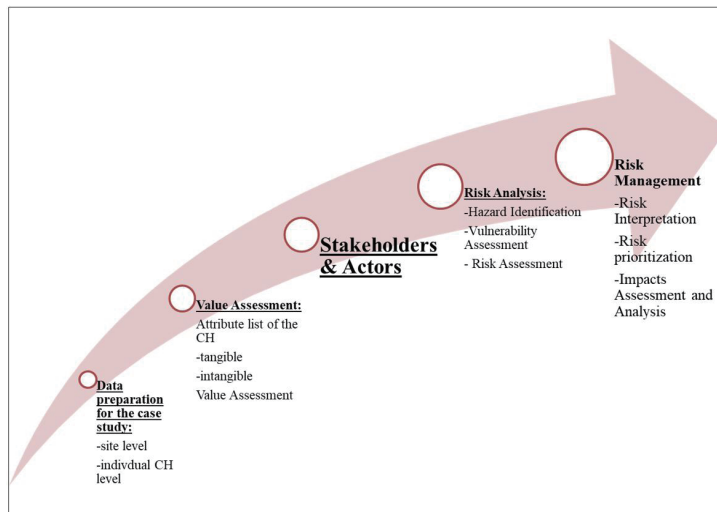 Data
preparation
for the case
study:
-site level
-indivdual CH
level
Value Assessment:
Attribute list of the
CH
-tangible
-intangible
Value Assessment
Stakeholders
& Actors
Risk Analysis:
-Hazard Identification
-Vulnerability
Assessment
- Risk Assessment
Risk
Management
-Risk
Interpretation
-Risk
prioritization
-Impacts
Assessment and
Analysis